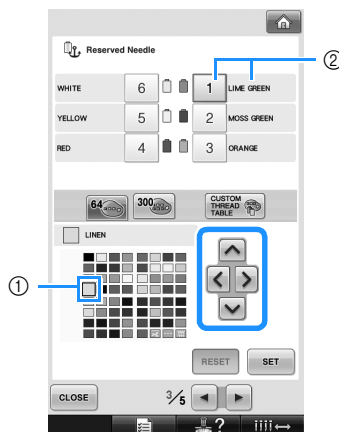 Reserved Needle
②
WHITE 6 1 LIME GREEN
YELLOW 5 2 MOSS GREEN
RED 4 3 ORANGE
64 300 CUSTOM
THREAD
TABLE
LINEN
①
RESET SET
CLOSE 3/5
?